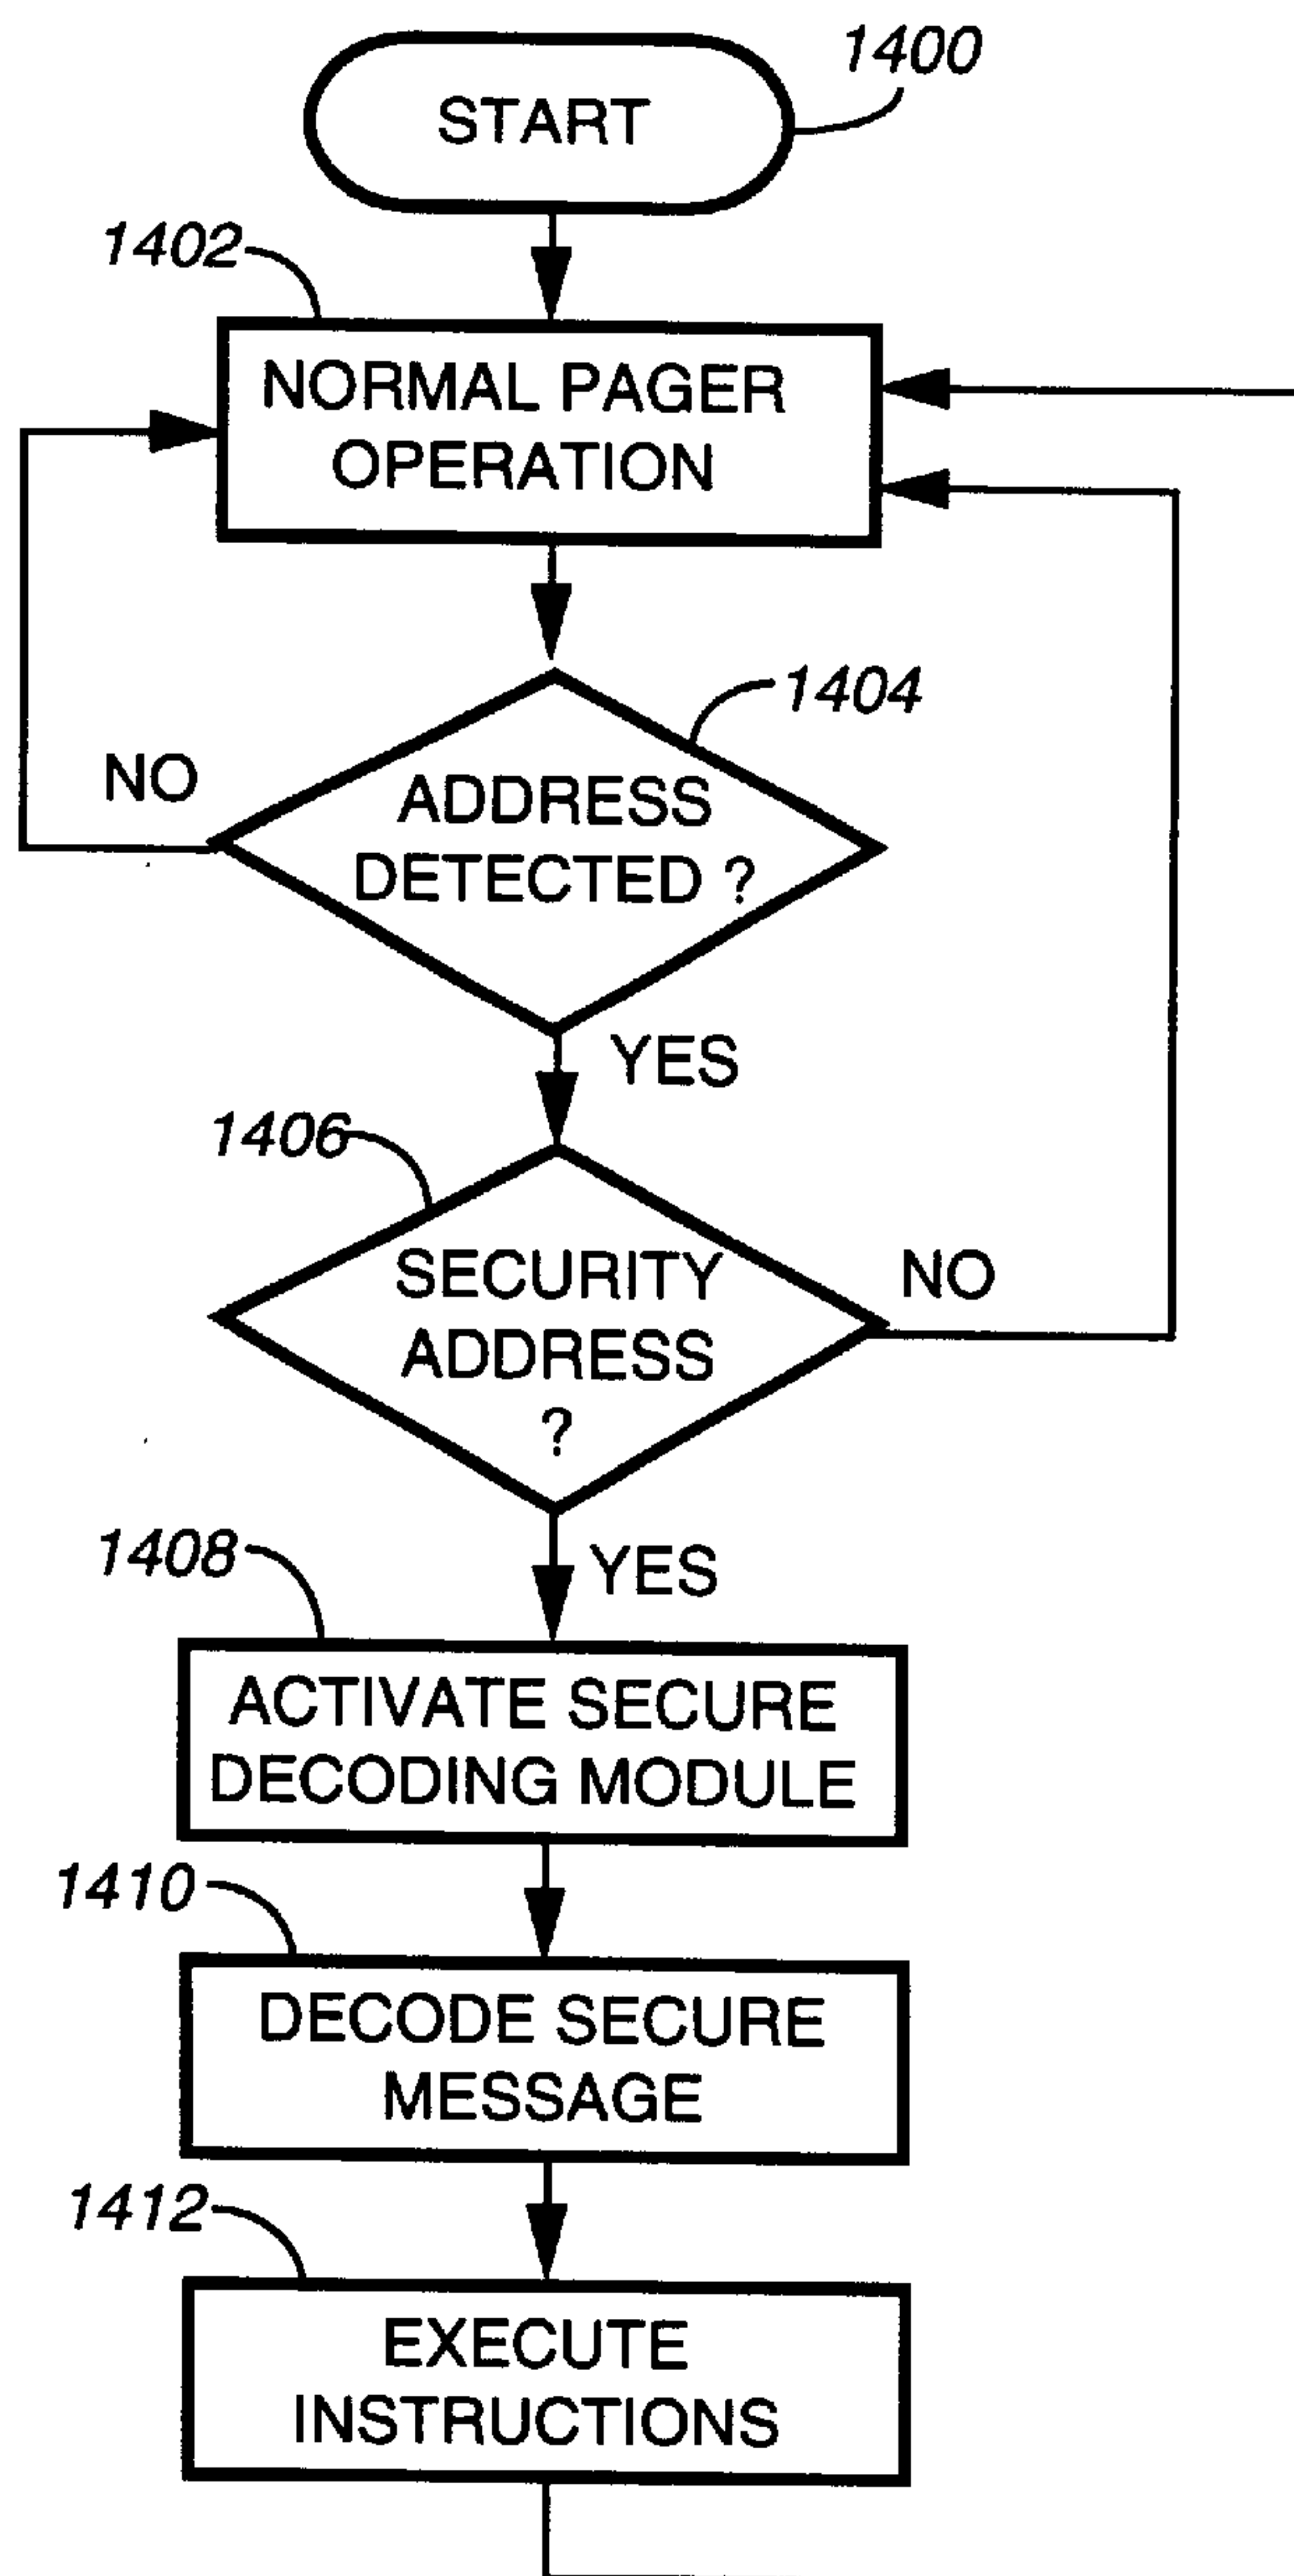 START
1400
1402
NORMAL PAGER
OPERATION
1404
ADDRESS
DETECTED ?
NO
YES
1406
SECURITY
ADDRESS
?
NO
YES
1408
ACTIVATE SECURE
DECODING MODULE
1410
DECODE SECURE
MESSAGE
1412
EXECUTE
INSTRUCTIONS